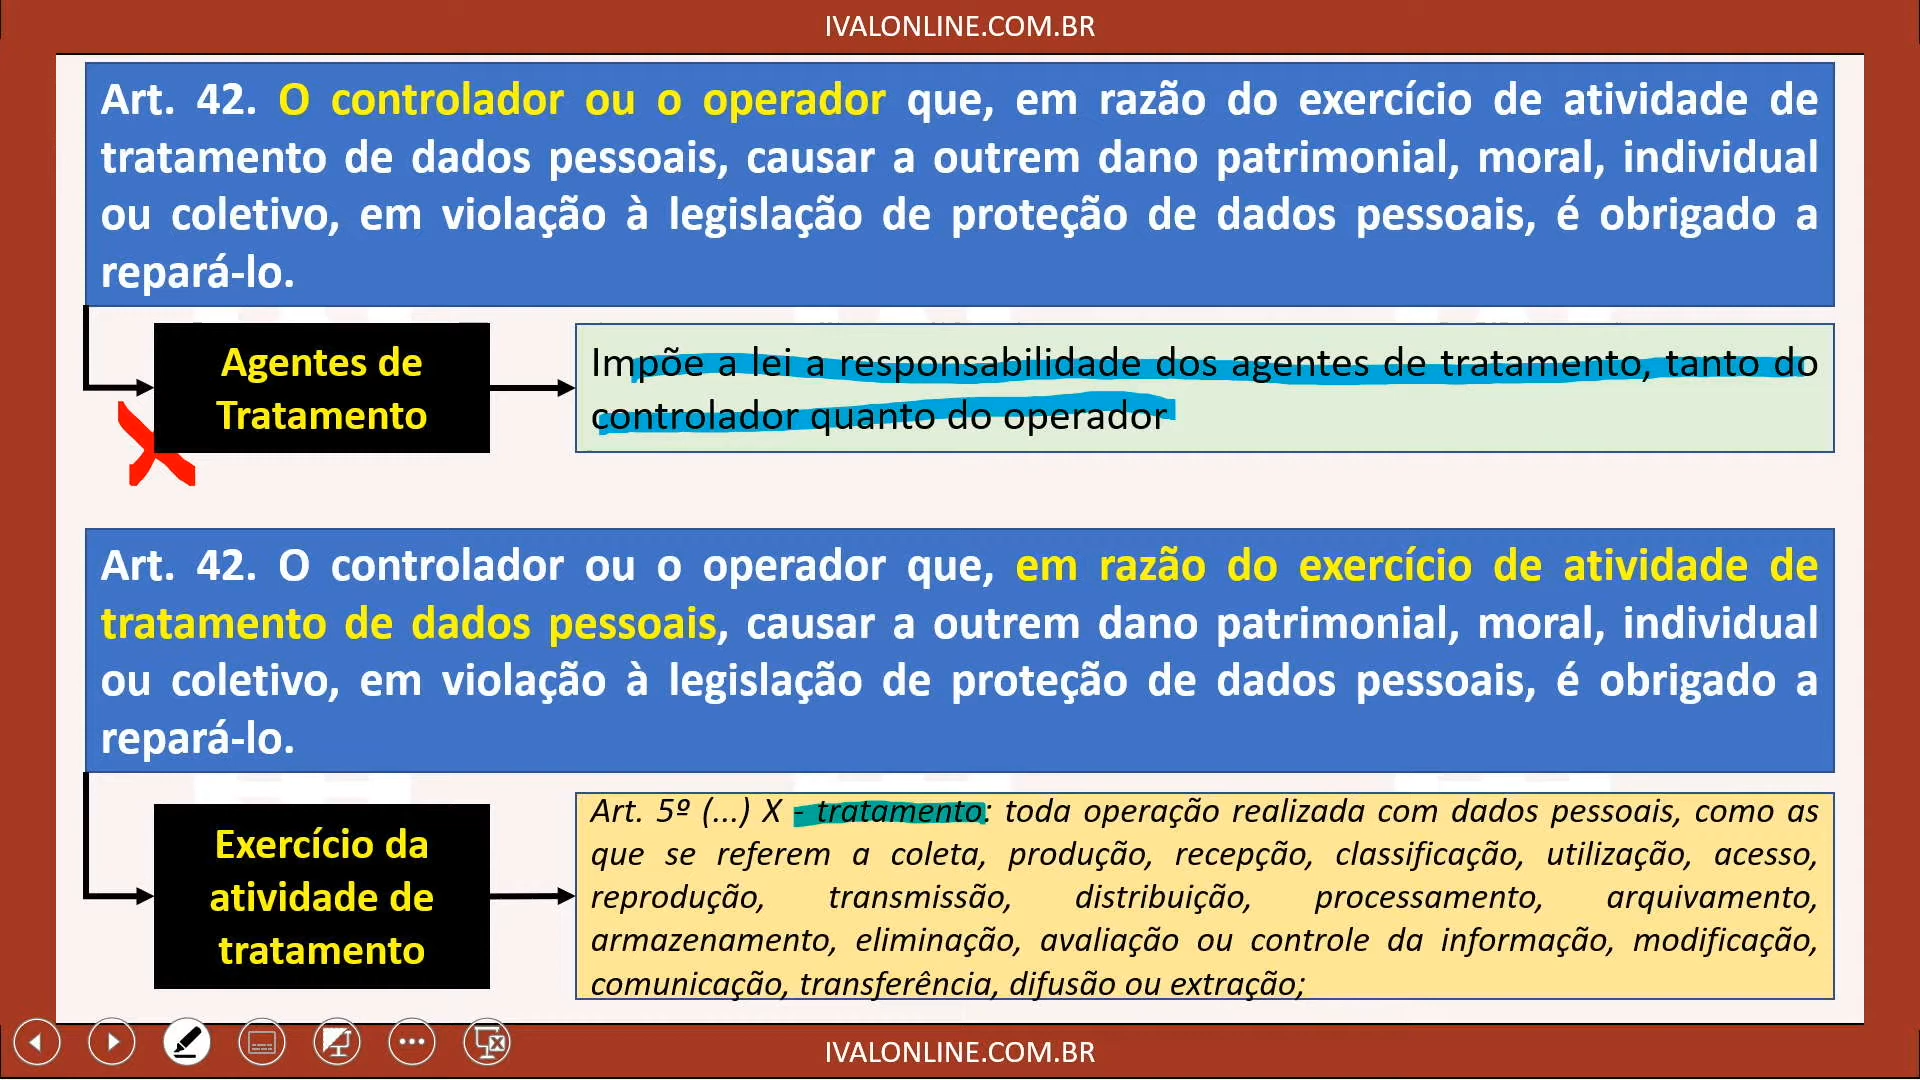 IVALONLINE.COM.BR
Art. 42. O controlador ou o operador que, em razão do exercício de atividade de
tratamento de dados pessoais, causar a outrem dano patrimonial, moral, individual
ou coletivo, em violação à legislação de proteção de dados pessoais, é obrigado a
repará-lo.
Agentes de
Tratamento
Impõe a lei a responsabilidade dos agentes de tratamento, tanto do
controlador quanto do operador
Art. 42. O controlador ou o operador que, em razão do exercício de atividade de
tratamento de dados pessoais, causar a outrem dano patrimonial, moral, individual
ou coletivo, em violação à legislação de proteção de dados pessoais, é obrigado a
repará-lo.
Exercício da
atividade de
tratamento
Art. 5º (...) X - tratamento: toda operação realizada com dados pessoais, como as
que se referem a coleta, produção, recepção, classificação, utilização, acesso,
reprodução, transmissão, distribuição, processamento, arquivamento,
armazenamento, eliminação, avaliação ou controle da informação, modificação,
comunicação, transferência, difusão ou extração;
IVALONLINE.COM.BR